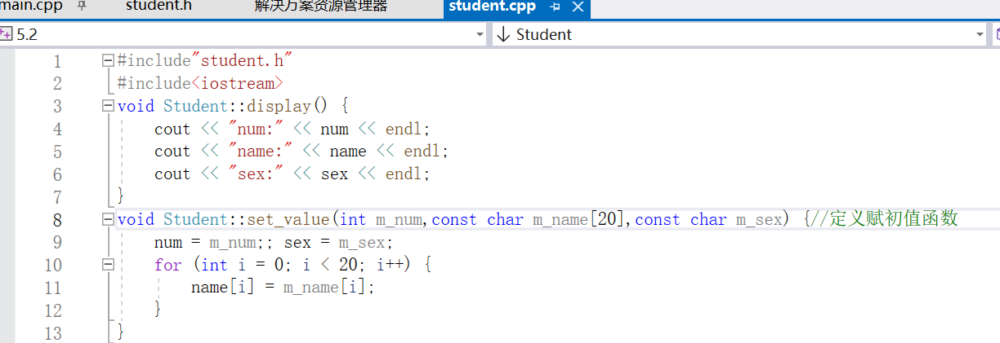 main.cpp student.h 解决方案资源管理器 student.cpp
5.2 Student
1 #include"student.h"
2 #include<iostream>
3 void Student::display() {
4 cout << "num:" << num << endl;
5 cout << "name:" << name << endl;
6 cout << "sex:" << sex << endl;
7 }
8 void Student::set_value(int m_num,const char m_name[20],const char m_sex) {//定义赋初值函数
9 num = m_num;; sex = m_sex;
10 for (int i = 0; i < 20; i++) {
11 name[i] = m_name[i];
12 }
13 }